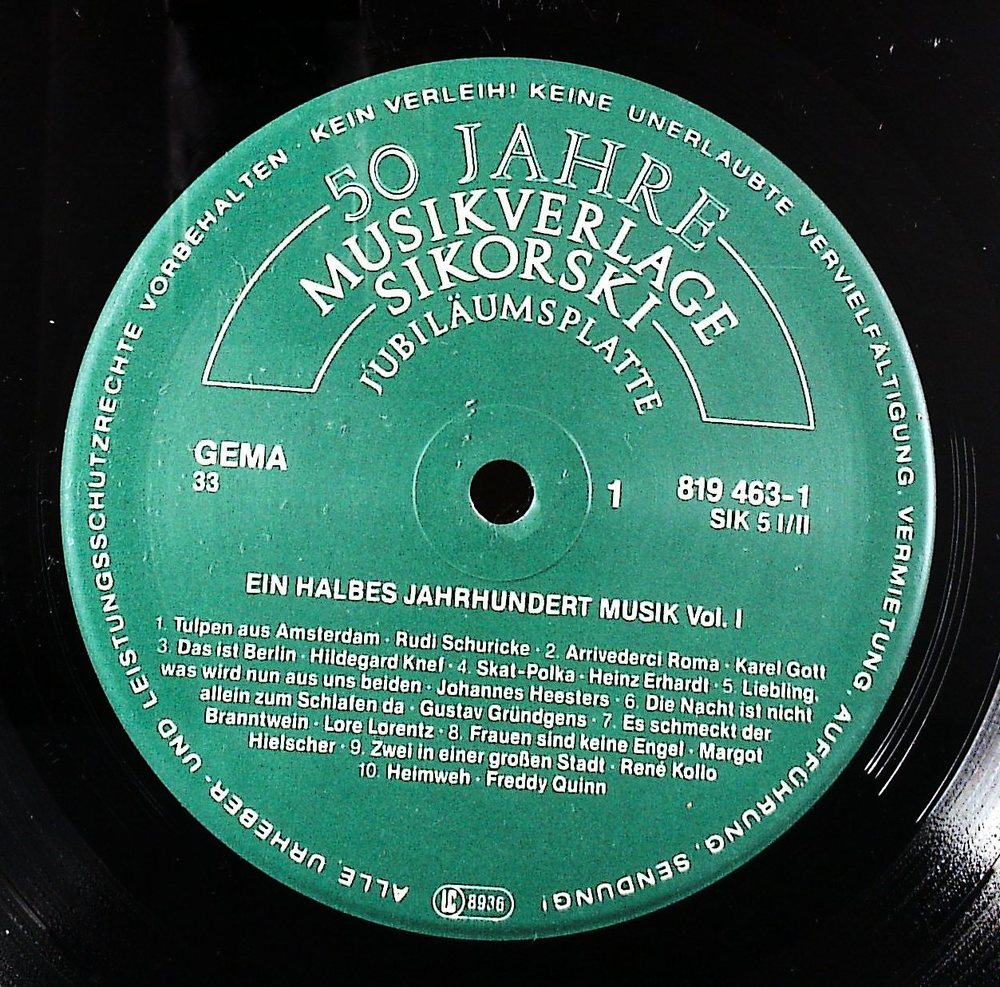 ALLE URHEBER- UND LEISTUNGSSCHUTZRECHTE VORBEHALTEN · KEIN VERLEIH! KEINE UNERLAUBTE VERVIELFÄLTIGUNG, VERMIETUNG, AUFFÜHRUNG, SENDUNG!
50 JAHRE
MUSIKVERLAGE
SIKORSKI
JUBILÄUMSPLATTE
GEMA
33
1
819 463-1
SIK 5 I/II
EIN HALBES JAHRHUNDERT MUSIK Vol. I
1. Tulpen aus Amsterdam · Rudi Schuricke · 2. Arrivederci Roma · Karel Gott
3. Das ist Berlin · Hildegard Knef · 4. Skat-Polka · Heinz Erhardt · 5. Liebling,
was wird nun aus uns beiden · Johannes Heesters · 6. Die Nacht ist nicht
allein zum Schlafen da · Gustav Gründgens · 7. Es schmeckt der
Branntwein · Lore Lorentz · 8. Frauen sind keine Engel · Margot
Hielscher · 9. Zwei in einer großen Stadt · René Kollo
10. Heimweh · Freddy Quinn
LC 8936